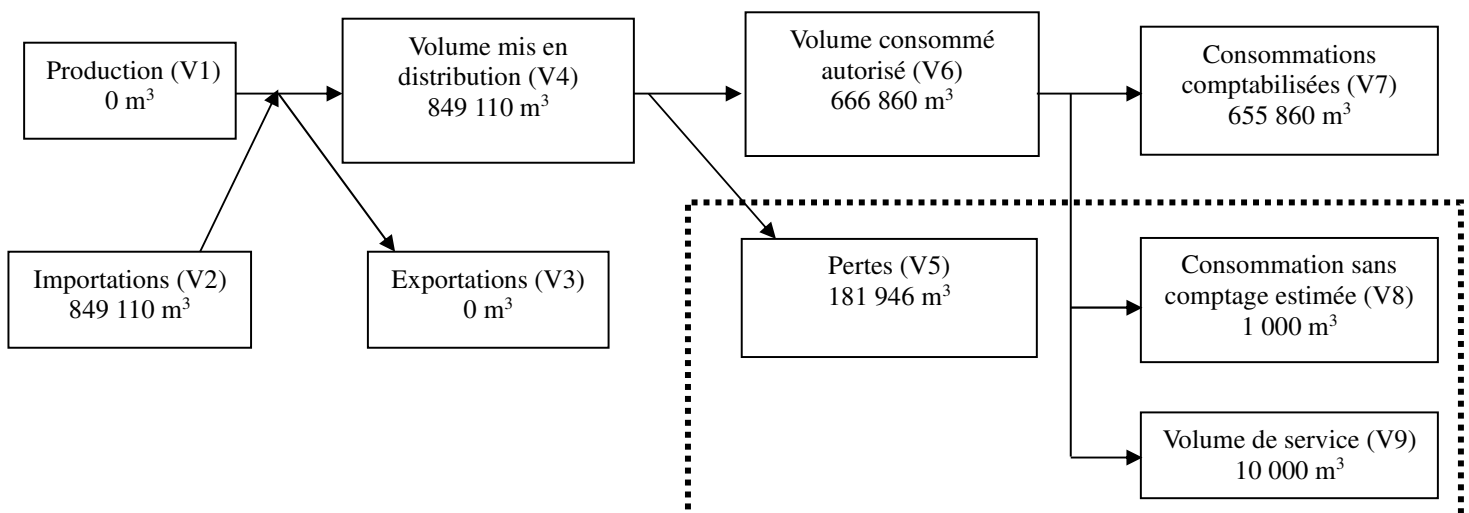 Production (V1)
0 m³
Volume mis en
distribution (V4)
849 110 m³
Volume consommé
autorisé (V6)
666 860 m³
Consommations
comptabilisées (V7)
655 860 m³
Importations (V2)
849 110 m³
Exportations (V3)
0 m³
Pertes (V5)
181 946 m³
Consommation sans
comptage estimée (V8)
1 000 m³
Volume de service (V9)
10 000 m³